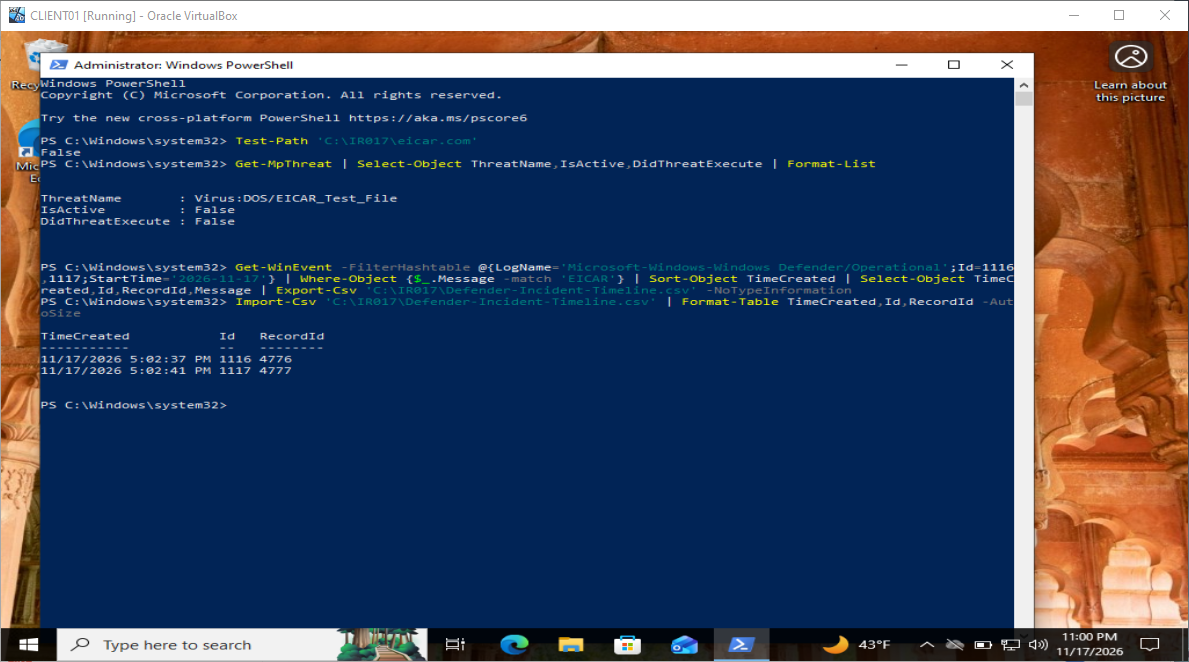 CLIENT01 [Running] - Oracle VirtualBox
Administrator: Windows PowerShell
Learn about
this picture
Windows PowerShell
Copyright (C) Microsoft Corporation. All rights reserved.
Try the new cross-platform PowerShell https://aka.ms/pscore6
PS C:\Windows\system32> Test-Path 'C:\IR017\eicar.com'
False
PS C:\Windows\system32> Get-MpThreat | Select-Object ThreatName,IsActive,DidThreatExecute | Format-List
ThreatName       : Virus:DOS/EICAR_Test_File
IsActive         : False
DidThreatExecute : False
PS C:\Windows\system32> Get-WinEvent -FilterHashtable @{LogName='Microsoft-Windows-Windows Defender/Operational';Id=1116
,1117;StartTime='2026-11-17'} | Where-Object {$_.Message -match 'EICAR'} | Sort-Object TimeCreated | Select-Object TimeC
reated,Id,RecordId,Message | Export-Csv 'C:\IR017\Defender-Incident-Timeline.csv' -NoTypeInformation
PS C:\Windows\system32> Import-Csv 'C:\IR017\Defender-Incident-Timeline.csv' | Format-Table TimeCreated,Id,RecordId -Aut
oSize
TimeCreated           Id   RecordId
-----------           --   --------
11/17/2026 5:02:37 PM 1116 4776
11/17/2026 5:02:41 PM 1117 4777
PS C:\Windows\system32>
Type here to search
43°F
11:00 PM
11/17/2026